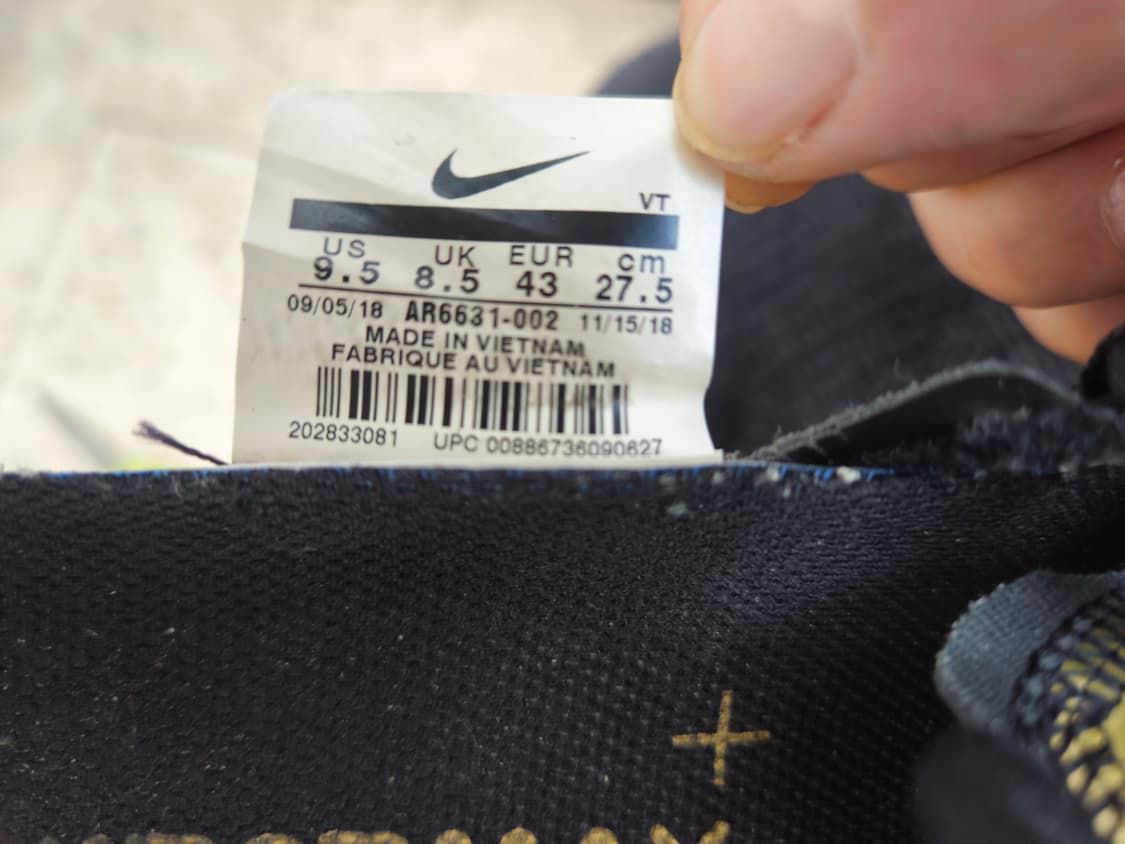 VT
US UK EUR cm
9.5 8.5 43 27.5
09/05/18 AR6631-002 11/15/18
MADE IN VIETNAM
FABRIQUE AU VIETNAM
202833081 UPC 00886736090627